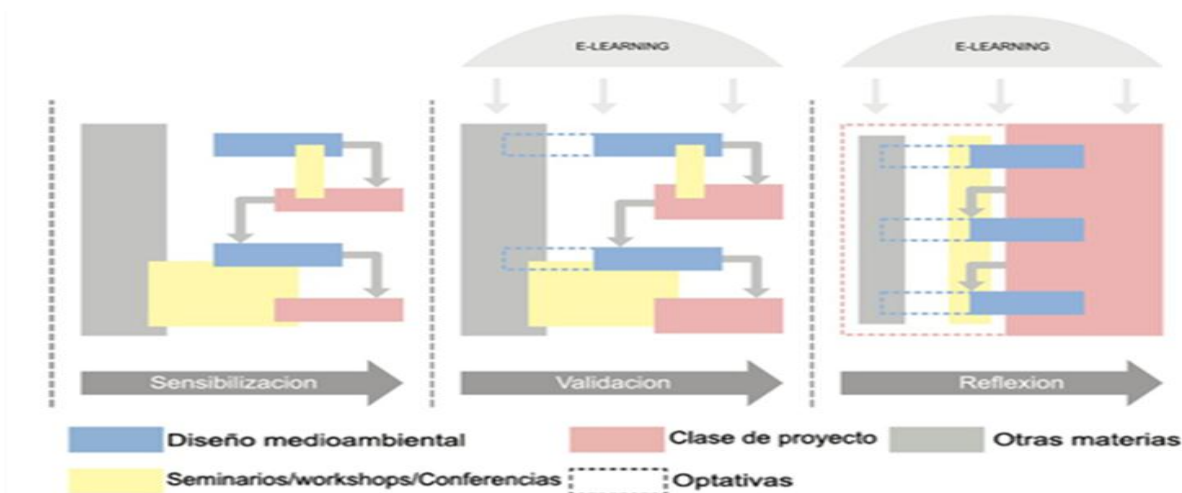 E-LEARNING
E-LEARNING
Sensibilizacion
Validacion
Reflexion
Diseño medioambiental
Clase de proyecto
Otras materias
Seminarios/workshops/Conferencias
Optativas